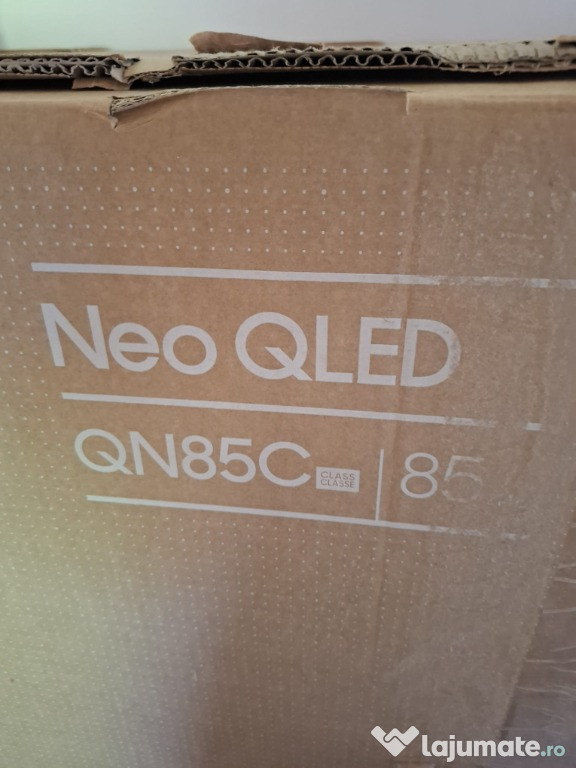 Neo QLED
QN85C CLASS CLASSE 85
lajumate.ro